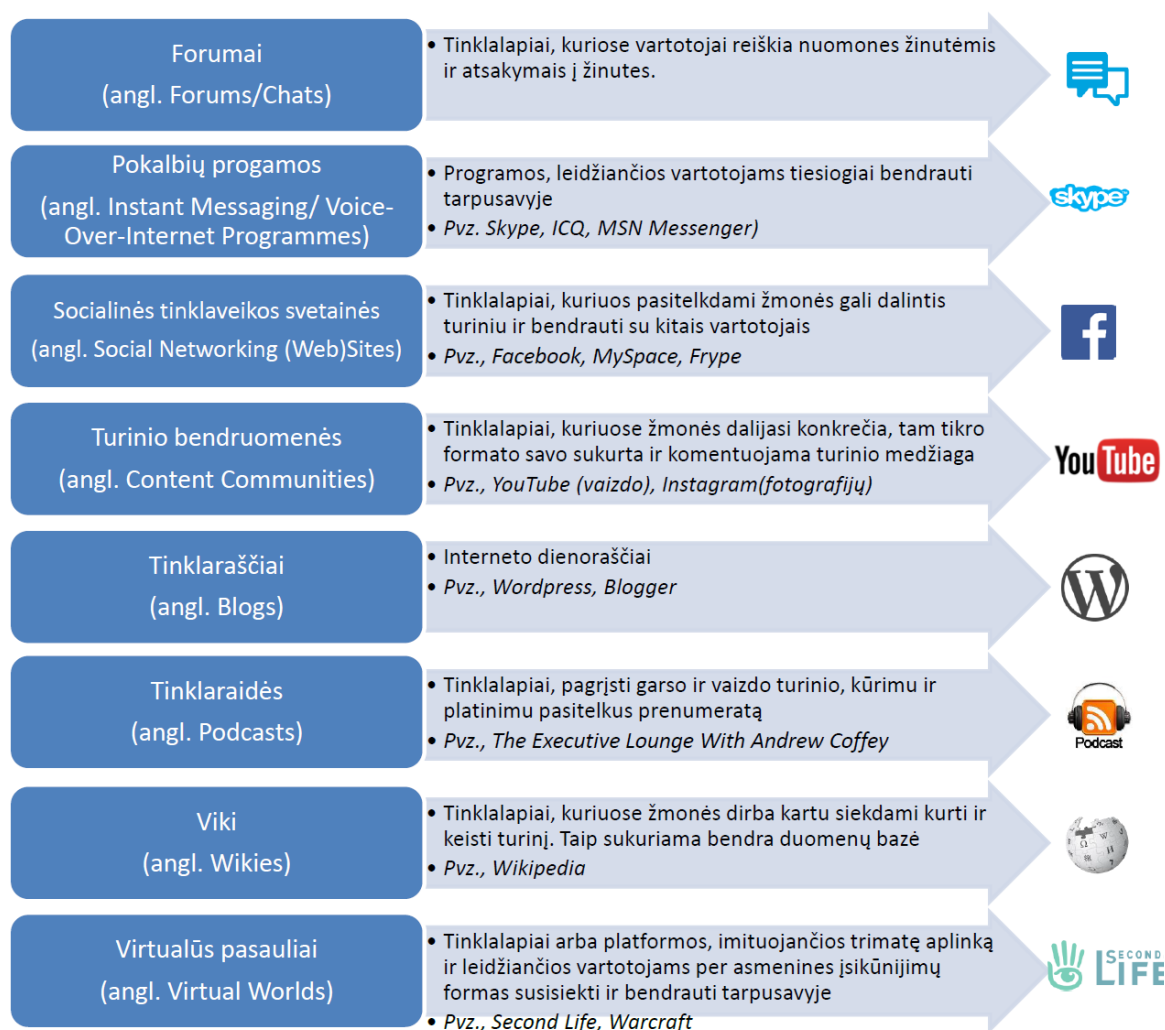 Forumai
(angl. Forums/Chats)
• Tinklalapiai, kuriose vartotojai reiškia nuomones žinutėmis
ir atsakymais į žinutes.
Pokalbių progamos
(angl. Instant Messaging/ Voice-
Over-Internet Programmes)
• Programos, leidžiančios vartotojams tiesiogiai bendrauti
tarpusavyje
• Pvz. Skype, ICQ, MSN Messenger)
skype
Socialinės tinklaveikos svetainės
(angl. Social Networking (Web)Sites)
• Tinklalapiai, kuriuos pasitelkdami žmonės gali dalintis
turiniu ir bendrauti su kitais vartotojais
• Pvz., Facebook, MySpace, Frype
f
Turinio bendruomenės
(angl. Content Communities)
• Tinklalapiai, kuriuose žmonės dalijasi konkrečia, tam tikro
formato savo sukurta ir komentuojama turinio medžiaga
• Pvz., YouTube (vaizdo), Instagram(fotografijų)
YouTube
Tinklaraščiai
(angl. Blogs)
• Interneto dienoraščiai
• Pvz., Wordpress, Blogger
W
Tinklaraidės
(angl. Podcasts)
• Tinklalapiai, pagrįsti garso ir vaizdo turinio, kūrimu ir
platinimu pasitelkus prenumeratą
• Pvz., The Executive Lounge With Andrew Coffey
Podcast
Viki
(angl. Wikies)
• Tinklalapiai, kuriuose žmonės dirba kartu siekdami kurti ir
keisti turinį. Taip sukuriama bendra duomenų bazė
• Pvz., Wikipedia
Ω W
Virtualūs pasauliai
(angl. Virtual Worlds)
• Tinklalapiai arba platformos, imituojančios trimatę aplinką
ir leidžiančios vartotojams per asmenines įsikūnijimų
formas susisiekti ir bendrauti tarpusavyje
• Pvz., Second Life, Warcraft
SECOND
LIFE